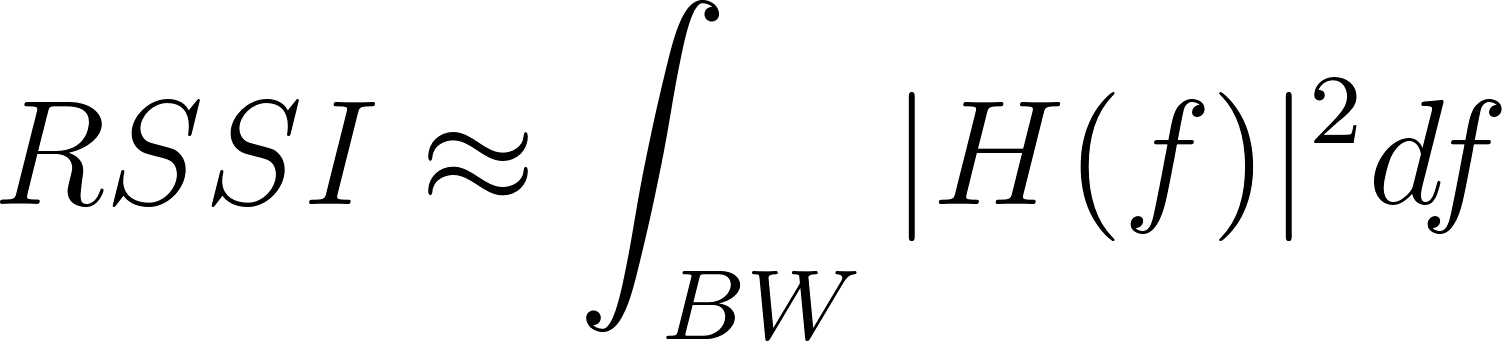 RSSI ≈ ∫_{BW} |H(f)|^2 df